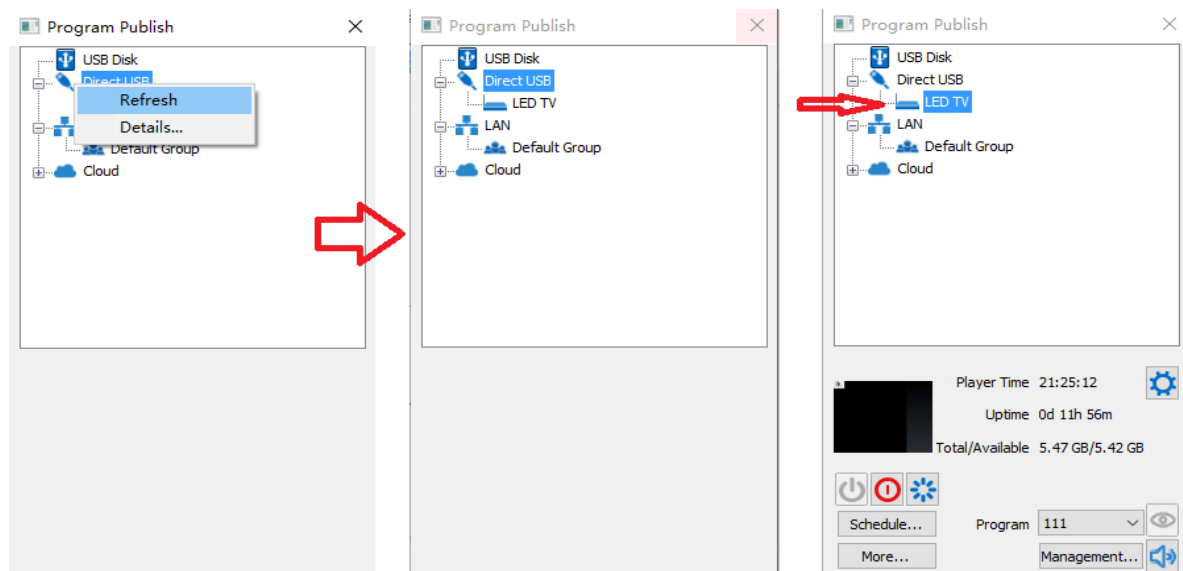 Program Publish
USB Disk
Direct USB
Refresh
Details...
Default Group
Cloud
Program Publish
USB Disk
Direct USB
LED TV
LAN
Default Group
Cloud
Program Publish
USB Disk
Direct USB
LED TV
LAN
Default Group
Cloud
Player Time 21:25:12
Uptime 0d 11h 56m
Total/Available 5.47 GB/5.42 GB
Schedule... Program 111
More... Management...